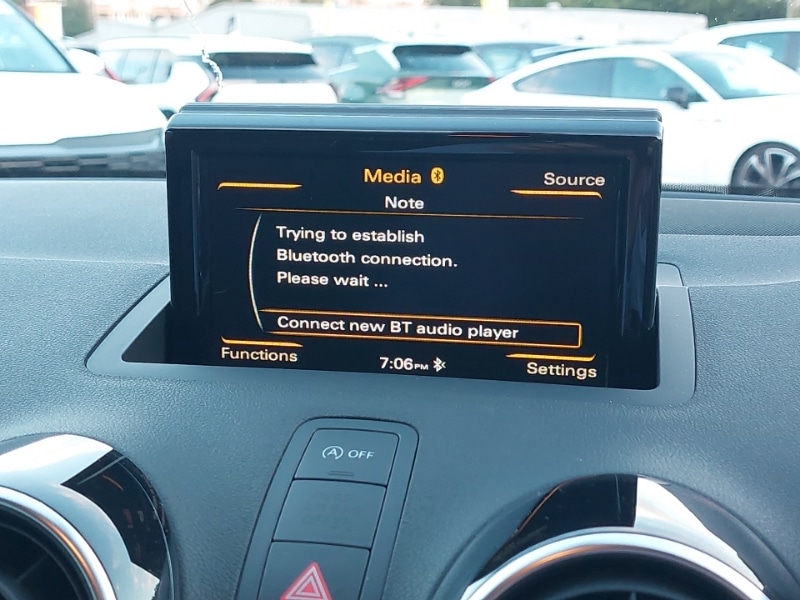 Media
Source
Note
Trying to establish
Bluetooth connection.
Please wait ...
Connect new BT audio player
Functions
7:06PM
Settings
A OFF